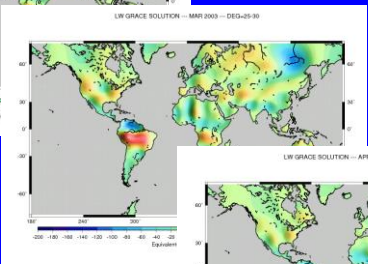 LW GRACE SOLUTION --- MAR 2003 --- DEG=25-30
60°
30°
0°
-30°
-60°
180° 240° 300°
-200 -180 -160 -140 -120 -100 -80 -60 -40 -20
Equivalent
LW GRACE SOLUTION --- APR
60°
30°